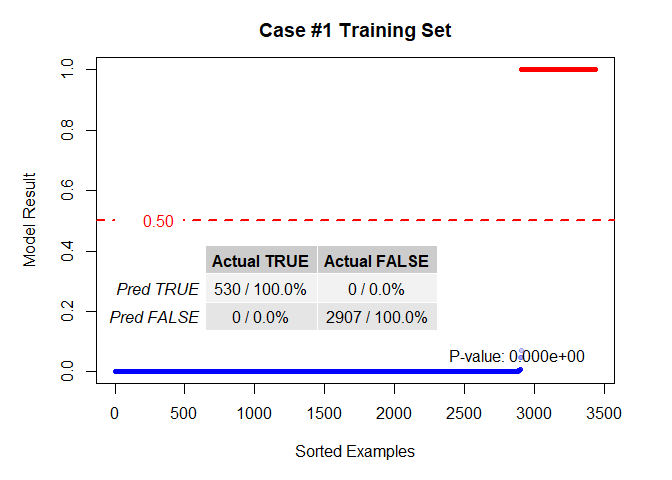 Case #1 Training Set
Model Result
1.0
0.8
0.6
0.50
0.4
Actual TRUE Actual FALSE
Pred TRUE 530 / 100.0% 0 / 0.0%
0.2
Pred FALSE 0 / 0.0% 2907 / 100.0%
P-value: 0.000e+00
0.0
0 500 1000 1500 2000 2500 3000 3500
Sorted Examples